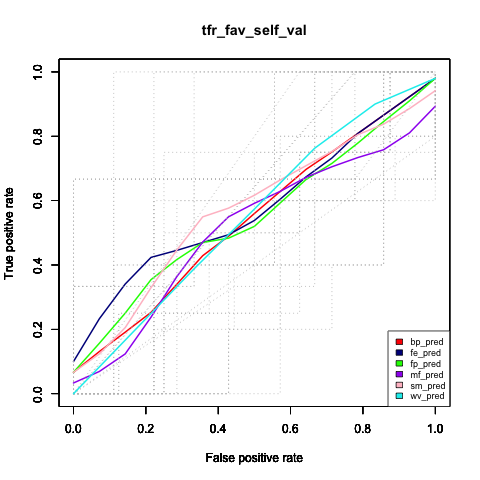 tfr_fav_self_val
True positive rate
1.0
0.8
0.6
0.4
0.2
0.0
bp_pred
fe_pred
fp_pred
mf_pred
sm_pred
wv_pred
0.0 0.2 0.4 0.6 0.8 1.0
False positive rate